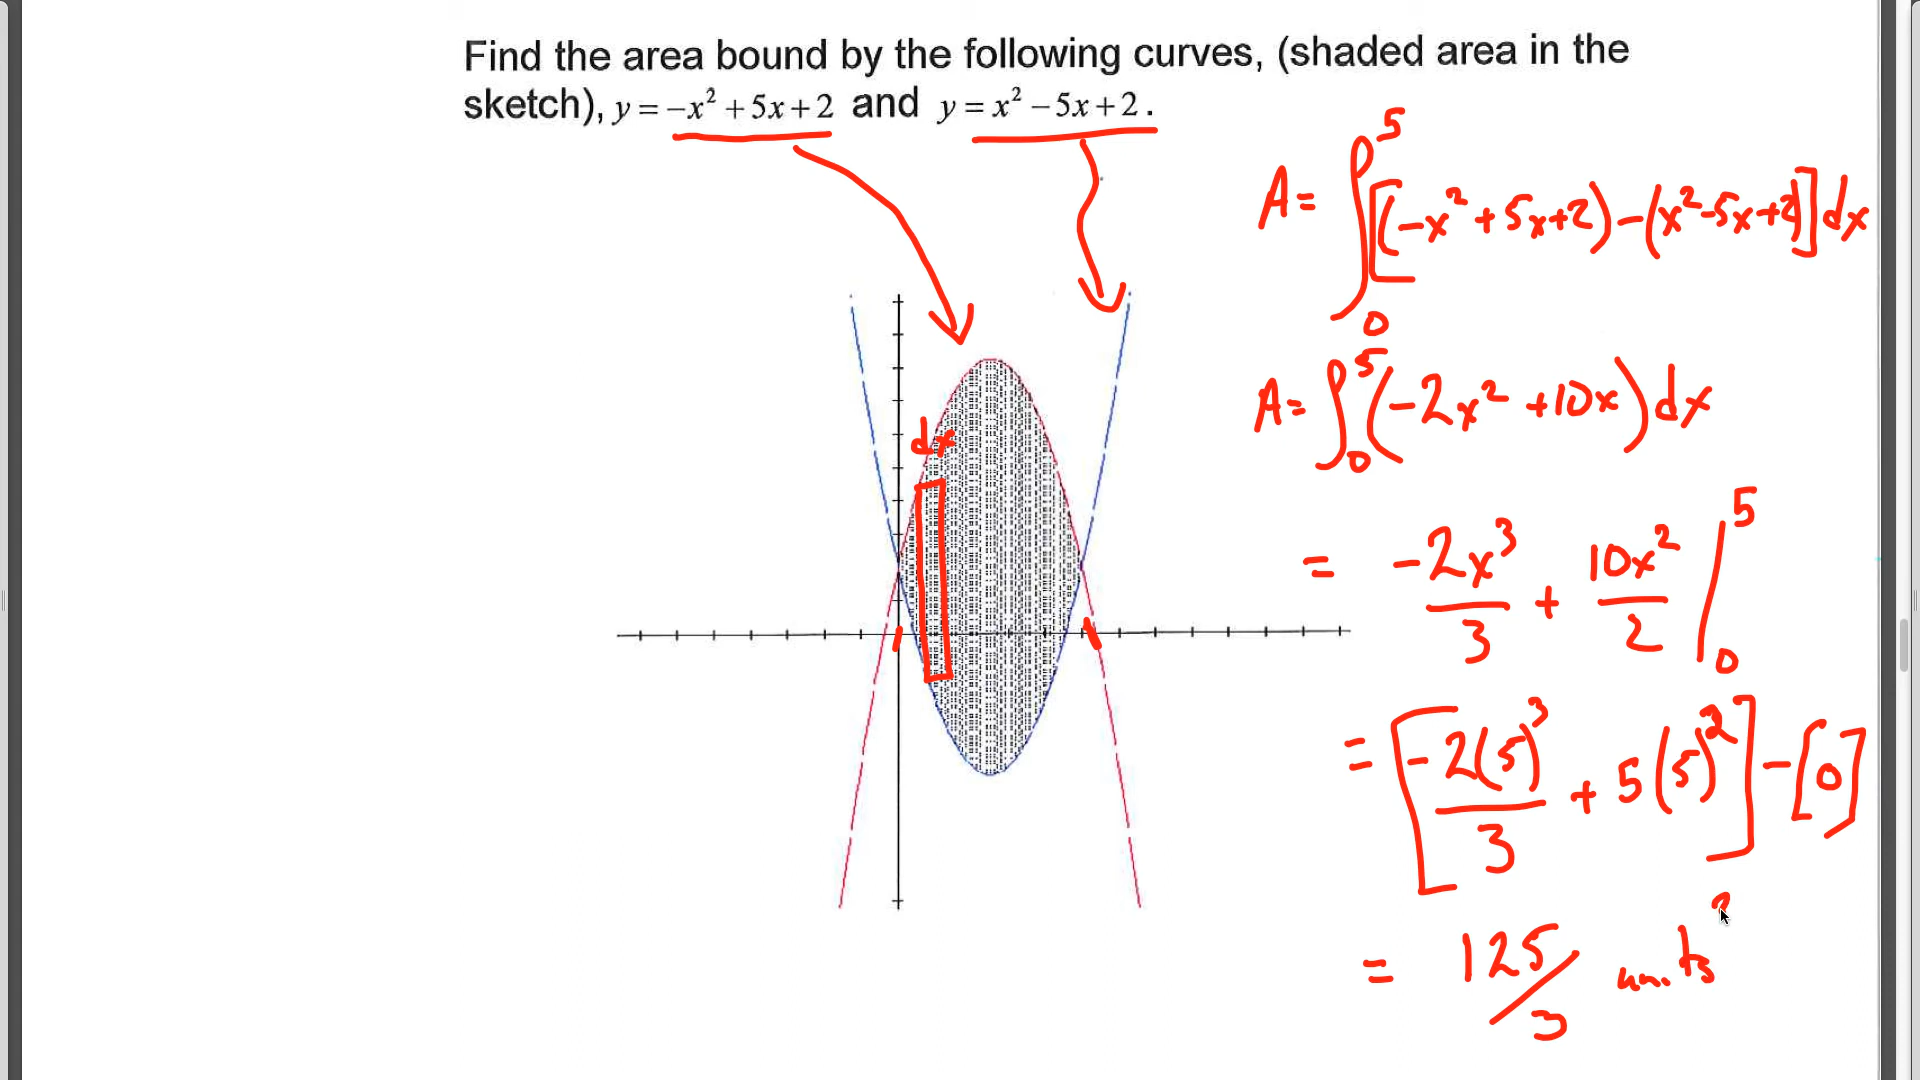 Find the area bound by the following curves, (shaded area in the
sketch), y = −x² + 5x + 2 and y = x² − 5x + 2.
A = ∫₀⁵ [(−x² + 5x + 2) − (x² − 5x + 2)] dx
A = ∫₀⁵ (−2x² + 10x) dx
dx
= −2x³/3 + 10x²/2 |₀⁵
= [−2(5)³/3 + 5(5)²] − [0]
= 125/3 units²